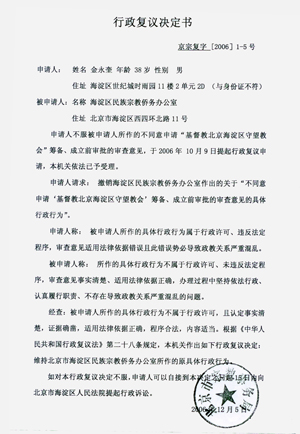 行政复议决定书
京宗复字〔2006〕1-5号
申请人： 姓名 金永奎 年龄 38岁 性别 男
住址 海淀区世纪城时雨园11楼2单元2D（与身份证不符）
被申请人：名称 海淀区民族宗教侨务办公室
住址 北京市海淀区西四环北路11号
申请人不服被申请人所作的不同意申请“基督教北京海淀区守望教
会”筹备、成立前审批的审查意见，于2006年10月9日提起行政复议申
请，本机关依法已予受理。
申请人请求：撤销海淀区民族宗教侨务办公室作出的关于“不同意
申请‘基督教北京海淀区守望教会’筹备、成立前审批的审查意见的具体
行政行为”。
申请人称：被申请人所作的具体行政行为不属于行政许可、违反法定
程序，审查意见适用法律依据错误且此错误势必导致政教关系严重混乱。
被申请人称：所作的具体行政行为不属于行政许可、未违反法定程
序，审查意见事实清楚、适用法律依据正确，办理过程中坚持依法行政、
认真履行职责、不存在导致政教关系严重混乱的问题。
经查：被申请人所作的具体行政行为不属于行政许可，且认定事实清
楚，证据确凿，适用法律依据正确，程序合法，内容适当。根据《中华人
民共和国行政复议法》第二十八条规定，本机关作出如下行政复议决定：
维持北京市海淀区民族宗教侨务办公室所作的原具体行政行为。
如对本行政复议决定不服，申请人可以自接到本决定之日起15日内向
北京市海淀区人民法院提起行政诉讼。
2006年12月5日